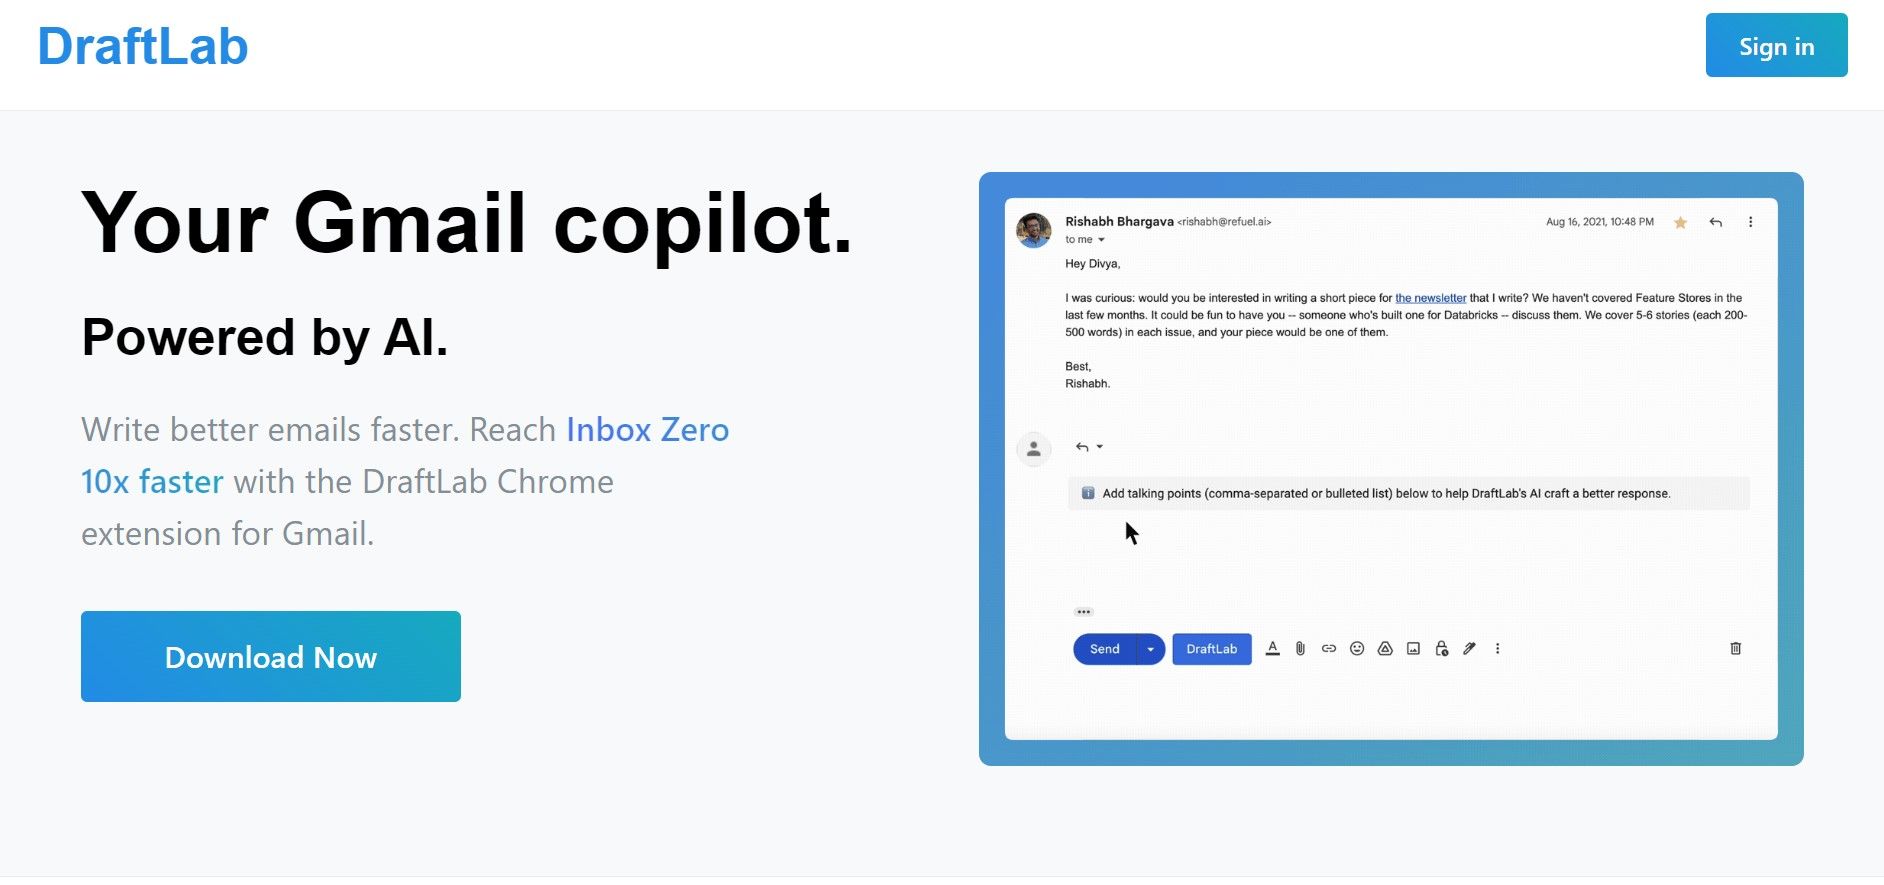 DraftLab
Sign in
Your Gmail copilot.
Powered by AI.
Write better emails faster. Reach Inbox Zero
10x faster with the DraftLab Chrome
extension for Gmail.
Download Now
Rishabh Bhargava <rishabh@refuel.ai>
Aug 16, 2021, 10:48 PM
to me
Hey Divya,
I was curious: would you be interested in writing a short piece for the newsletter that I write? We haven't covered Feature Stores in the
last few months. It could be fun to have you -- someone who's built one for Databricks -- discuss them. We cover 5-6 stories (each 200-
500 words) in each issue, and your piece would be one of them.
Best,
Rishabh.
Add talking points (comma-separated or bulleted list) below to help DraftLab's AI craft a better response.
Send
DraftLab